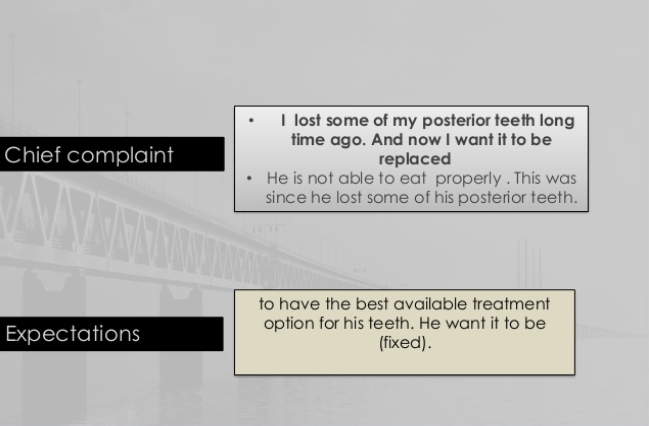 Chief complaint
• I lost some of my posterior teeth long
time ago. And now I want it to be
replaced
• He is not able to eat properly . This was
since he lost some of his posterior teeth.
Expectations
to have the best available treatment
option for his teeth. He want it to be
(fixed).